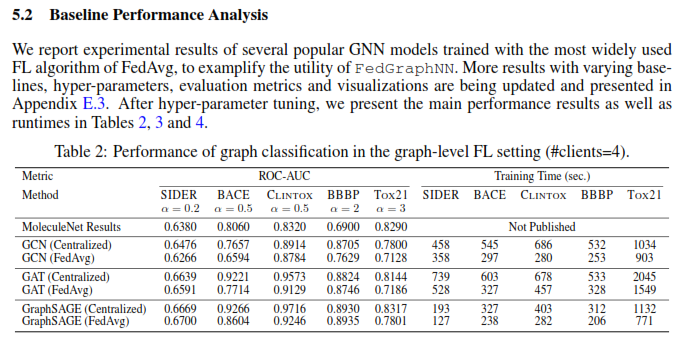 5.2 Baseline Performance Analysis
We report experimental results of several popular GNN models trained with the most widely used
FL algorithm of FedAvg, to examplify the utility of FedGraphNN. More results with varying base-
lines, hyper-parameters, evaluation metrics and visualizations are being updated and presented in
Appendix E.3. After hyper-parameter tuning, we present the main performance results as well as
runtimes in Tables 2, 3 and 4.
Table 2: Performance of graph classification in the graph-level FL setting (#clients=4).
Metric ROC-AUC Training Time (sec.)
Method SIDER BACE CLINTOX BBBP TOX21 SIDER BACE CLINTOX BBBP TOX21
α = 0.2 α = 0.5 α = 0.5 α = 2 α = 3
MoleculeNet Results 0.6380 0.8060 0.8320 0.6900 0.8290 Not Published
GCN (Centralized) 0.6476 0.7657 0.8914 0.8705 0.7800 458 545 686 532 1034
GCN (FedAvg) 0.6266 0.6594 0.8784 0.7629 0.7128 358 297 280 253 903
GAT (Centralized) 0.6639 0.9221 0.9573 0.8824 0.8144 739 603 678 533 2045
GAT (FedAvg) 0.6591 0.7714 0.9129 0.8746 0.7186 528 327 457 328 1549
GraphSAGE (Centralized) 0.6669 0.9266 0.9716 0.8930 0.8317 193 327 403 312 1132
GraphSAGE (FedAvg) 0.6700 0.8604 0.9246 0.8935 0.7801 127 238 282 206 771